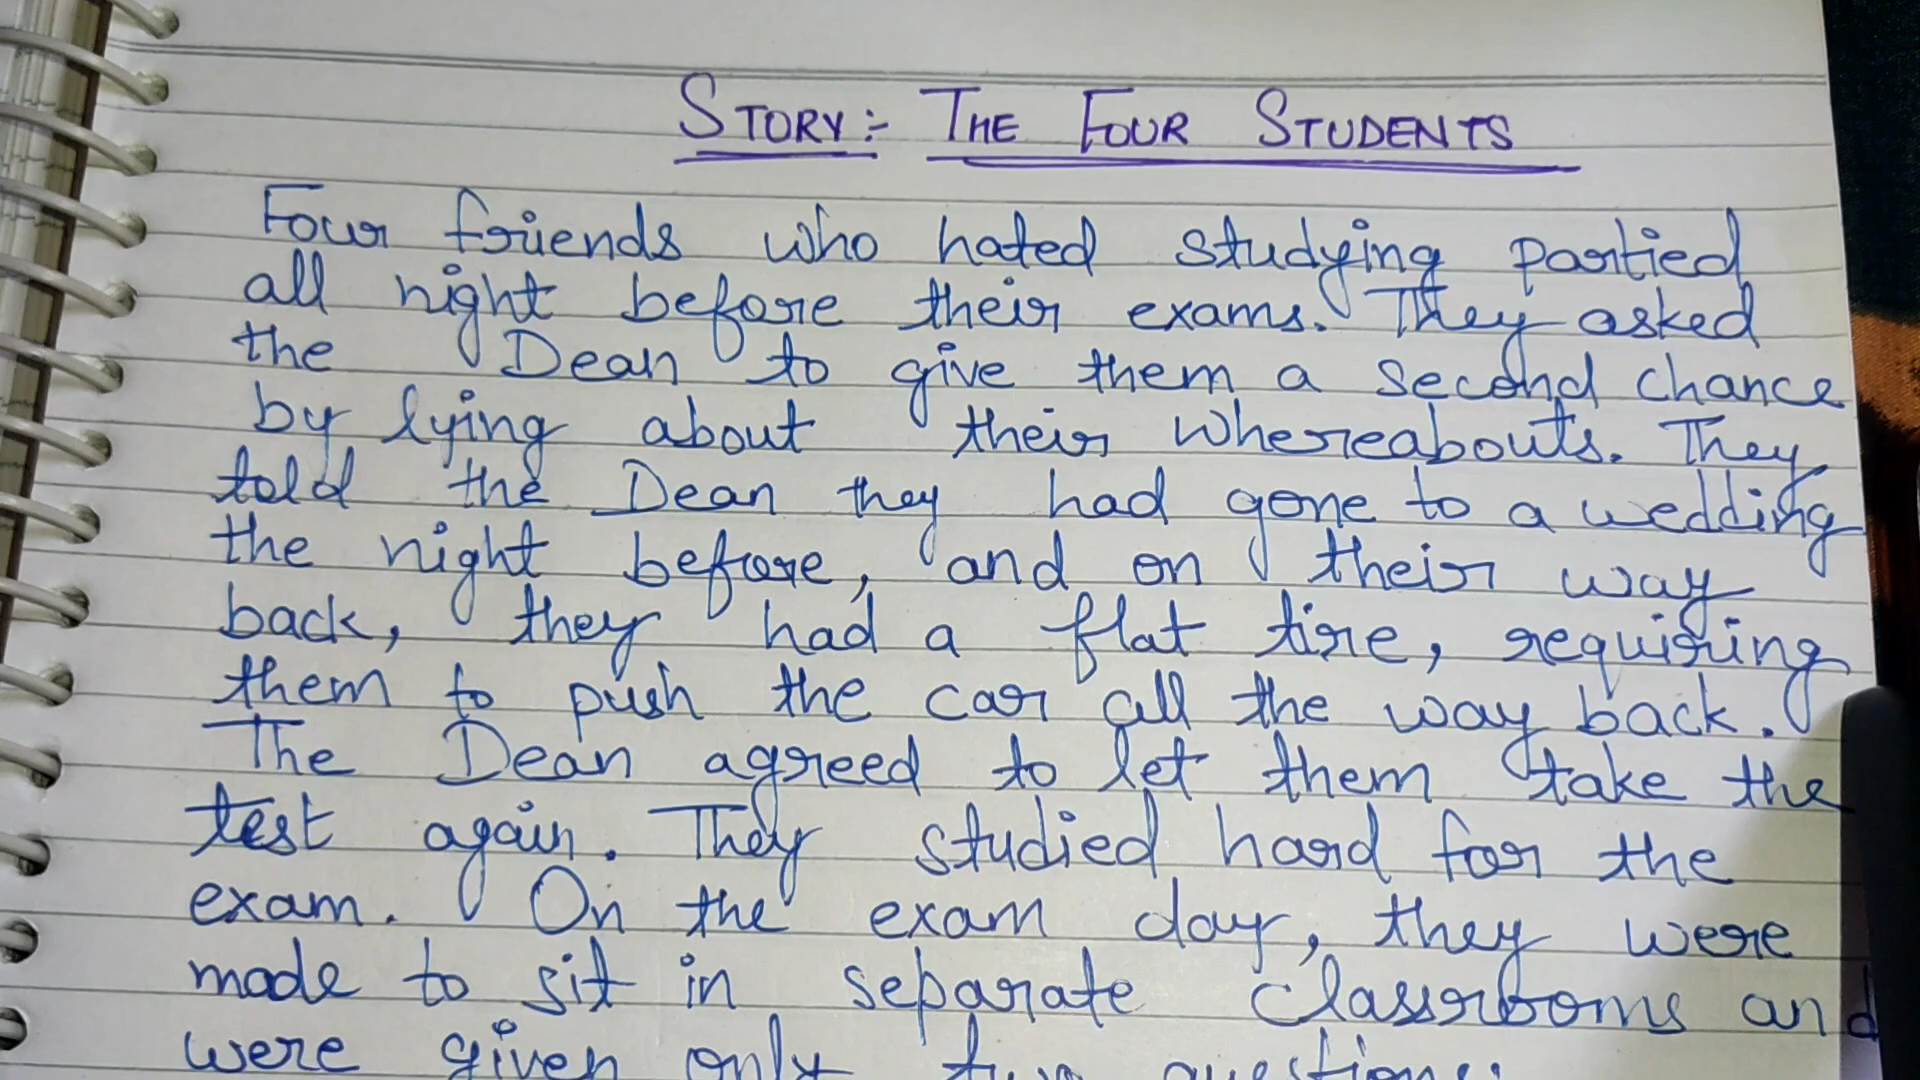 STORY:- THE FOUR STUDENTS
Four friends who hated studying partied
all night before their exams. They asked
the Dean to give them a second chance
by lying about their whereabouts. They
told the Dean they had gone to a wedding
the night before, and on their way
back, they had a flat tire, requiring
them to push the car all the way back.
The Dean agreed to let them take the
test again. They studied hard for the
exam. On the exam day, they were
made to sit in separate classrooms and
were given only two questions: